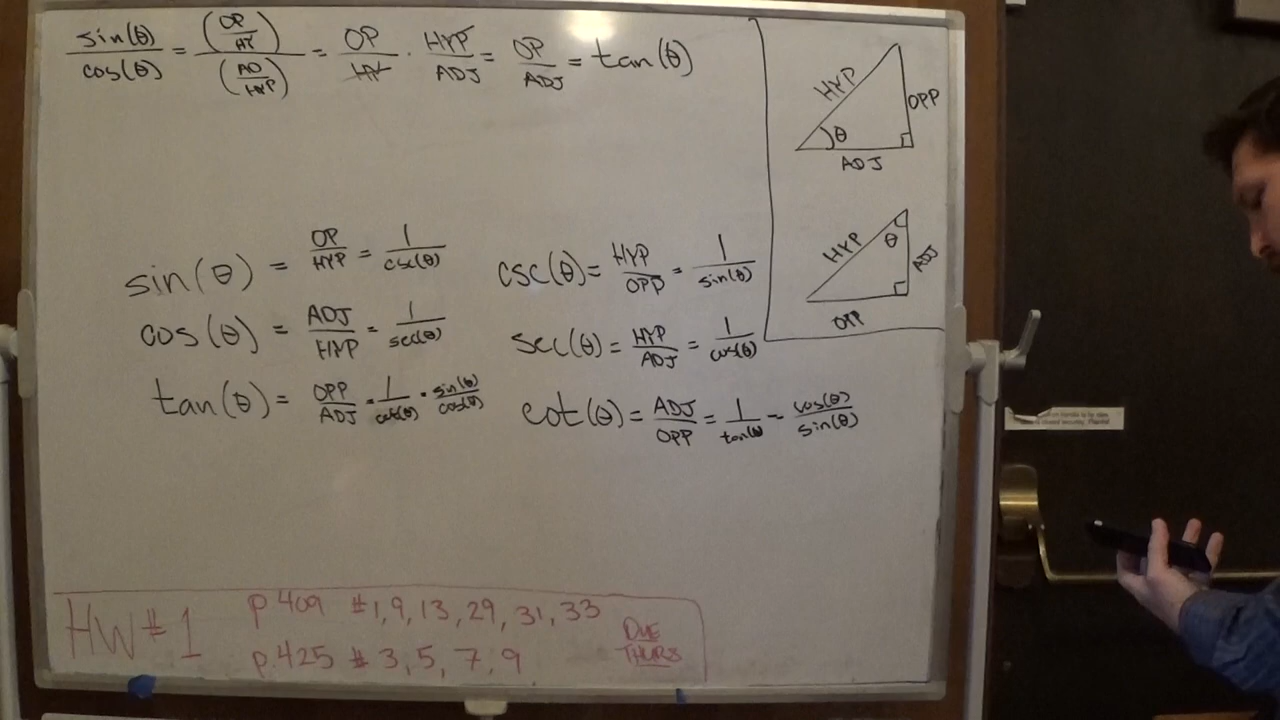 sin(θ)/cos(θ) = (OP/HY)/(AD/HYP) = OP/HY · HYP/ADJ = OP/ADJ = tan(θ)
HYP
OPP
θ
ADJ
HYP
θ
ADJ
OPP
sin(θ) = OP/HYP = 1/csc(θ)
csc(θ) = HYP/OPP = 1/sin(θ)
cos(θ) = ADJ/HYP = 1/sec(θ)
sec(θ) = HYP/ADJ = 1/cos(θ)
tan(θ) = OPP/ADJ = 1/cot(θ) = sin(θ)/cos(θ)
cot(θ) = ADJ/OPP = 1/tan(θ) = cos(θ)/sin(θ)
HW #1
p.409 #1,9,13,29,31,33
p.425 # 3,5,7,9
DUE
THURS